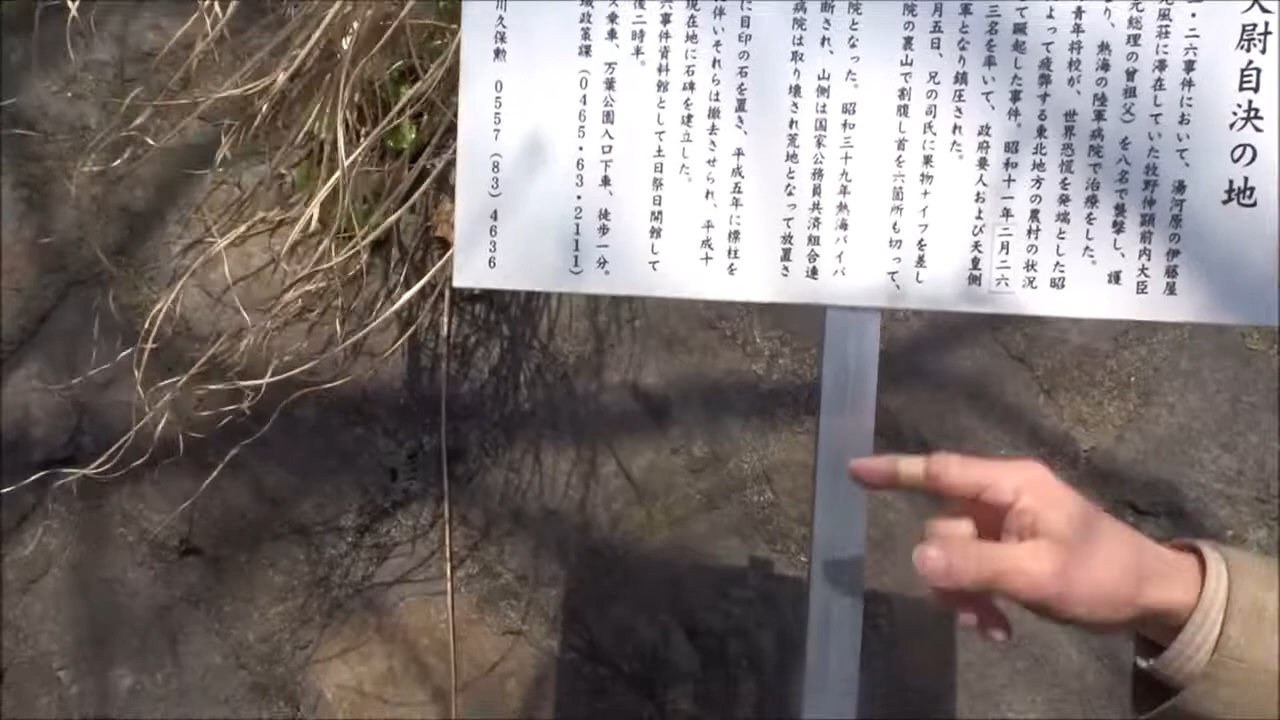 大尉自決の地
二・二六事件において、湯河原の伊藤屋
光風荘に滞在していた牧野伸顕前内大臣
元総理の曽祖父）を八名で襲撃し、護
り、熱海の陸軍病院で治療をした。
青年将校が、世界恐慌を発端とした昭
よって疲弊する東北地方の農村の状況
て蹶起した事件。昭和十一年二月二六
三名を率いて、政府要人および天皇側
軍となり鎮圧された。
月五日、兄の司氏に果物ナイフを差し
院の裏山で割腹し首を六箇所も切って、
院となった。昭和三十九年熱海バイパ
断され、山側は国家公務員共済組合連
病院は取り壊され荒地となって放置さ
に目印の石を置き、平成五年に標柱を
に伴いそれらは撤去させられ、平成十
現在地に石碑を建立した。
六事件資料館として土日祭日開館して
後二時半。
ス乗車、万葉公園入口下車、徒歩一分。
域政策課（0465・63・2111）
川久保勲　0557（83）4636